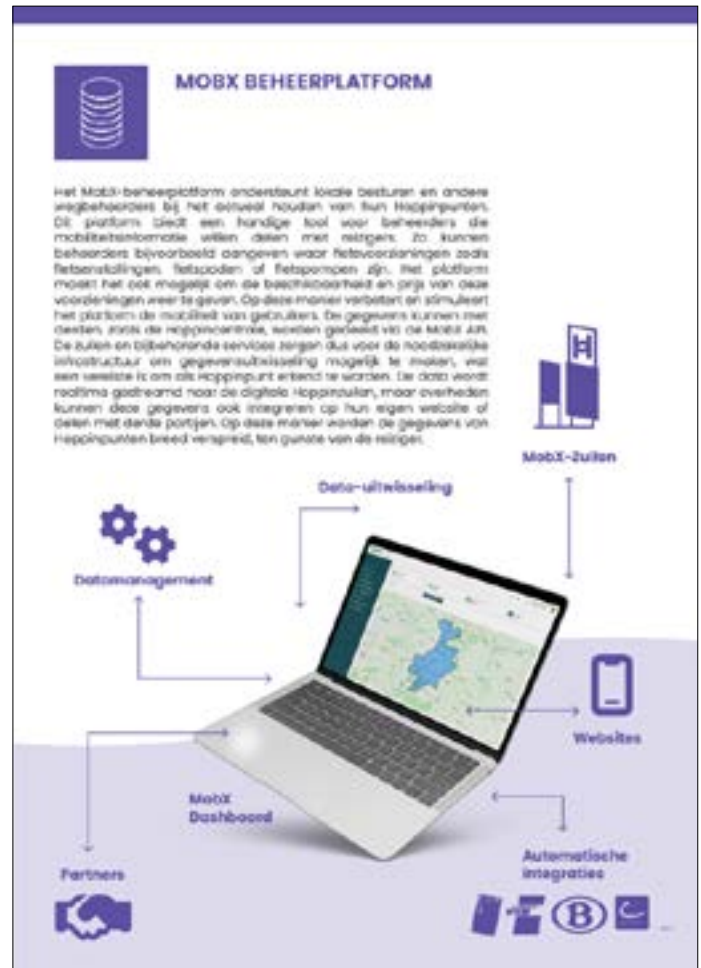 MOBX BEHEERPLATFORM
Het MobX-beheerplatform ondersteunt lokale besturen en andere
wegbeheerders bij het actueel houden van hun Hoppinpunten.
Dit platform biedt een handige tool voor beheerders die
mobiliteitsinformatie willen delen met reizigers. Zo kunnen
beheerders bijvoorbeeld aangeven waar fietsvoorzieningen zoals
fietsenstallingen, fietspaden of fietspompen zijn. Het platform
maakt het ook mogelijk om de beschikbaarheid en prijs van deze
voorzieningen weer te geven. Op deze manier verbetert en stimuleert
het platform de mobiliteit van gebruikers. De gegevens kunnen met
derden, zoals de Hoppincentrale, worden gedeeld via de MobX API.
De zuilen en bijbehorende services zorgen dus voor de noodzakelijke
infrastructuur om gegevensuitwisseling mogelijk te maken, wat
een vereiste is om als Hoppinpunt erkend te worden. De data wordt
realtime gestreamd naar de digitale Hoppinzuilen, maar overheden
kunnen deze gegevens ook integreren op hun eigen website of
delen met derde partijen. Op deze manier worden de gegevens van
Hoppinpunten breed verspreid, ten gunste van de reiziger.
MobX-Zuilen
Data-uitwisseling
Datamanagement
Websites
MobX
Dashboard
Automatische
integraties
Partners
B